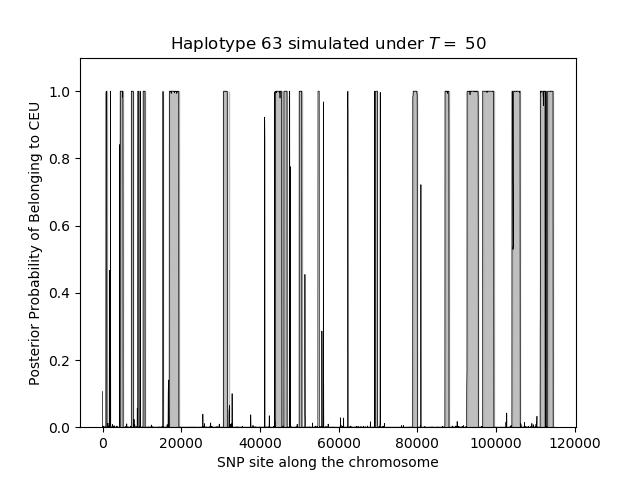 Haplotype 63 simulated under T = 50
Posterior Probability of Belonging to CEU
1.0
0.8
0.6
0.4
0.2
0.0
0 20000 40000 60000 80000 100000 120000
SNP site along the chromosome